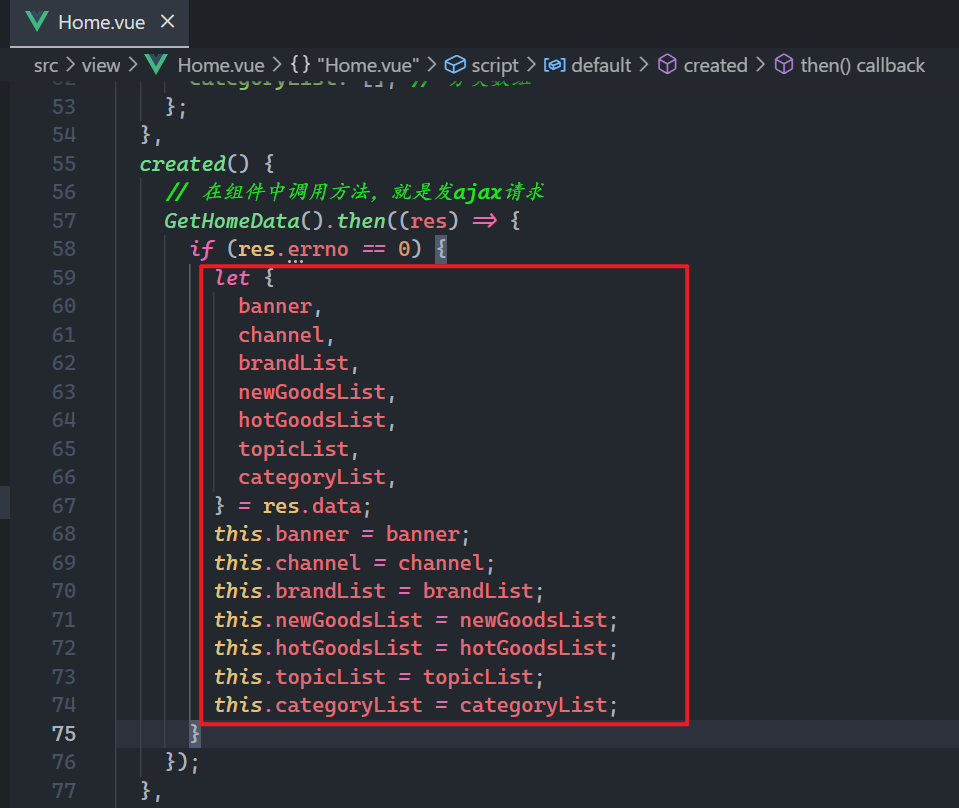 Home.vue
src > view > Home.vue > {} "Home.vue" > script > default > created > then() callback
53 };
54 },
55 created() {
56 // 在组件中调用方法，就是发ajax请求
57 GetHomeData().then((res) => {
58 if (res.errno == 0) {
59 let {
60 banner,
61 channel,
62 brandList,
63 newGoodsList,
64 hotGoodsList,
65 topicList,
66 categoryList,
67 } = res.data;
68 this.banner = banner;
69 this.channel = channel;
70 this.brandList = brandList;
71 this.newGoodsList = newGoodsList;
72 this.hotGoodsList = hotGoodsList;
73 this.topicList = topicList;
74 this.categoryList = categoryList;
75 }
76 });
77 },